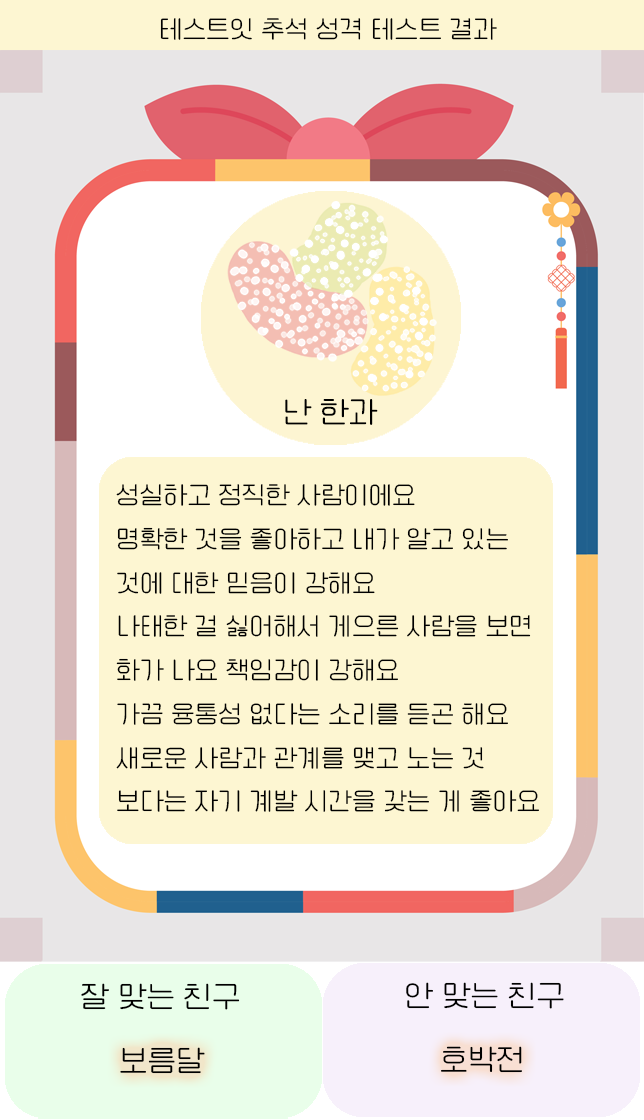 테스트잇 추석 성격 테스트 결과
난 한과
성실하고 정직한 사람이에요
명확한 것을 좋아하고 내가 알고 있는
것에 대한 믿음이 강해요
나태한 걸 싫어해서 게으른 사람을 보면
화가 나요 책임감이 강해요
가끔 융통성 없다는 소리를 듣곤 해요
새로운 사람과 관계를 맺고 노는 것
보다는 자기 계발 시간을 갖는 게 좋아요
잘 맞는 친구
안 맞는 친구
보름달
호박전